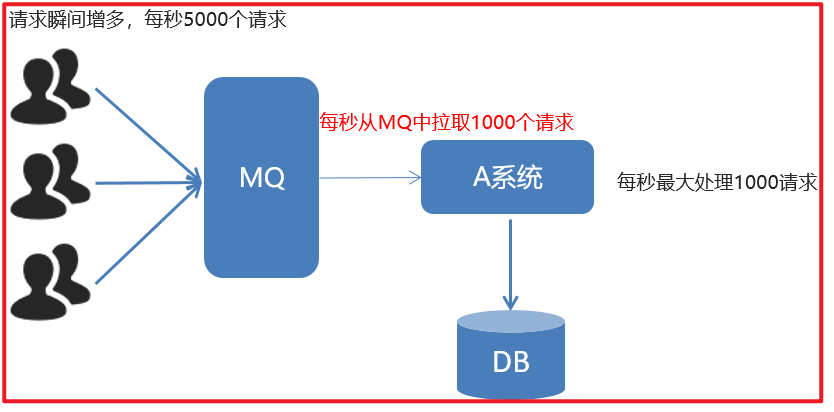 请求瞬间增多，每秒5000个请求
每秒从MQ中拉取1000个请求
MQ
A系统
每秒最大处理1000请求
DB